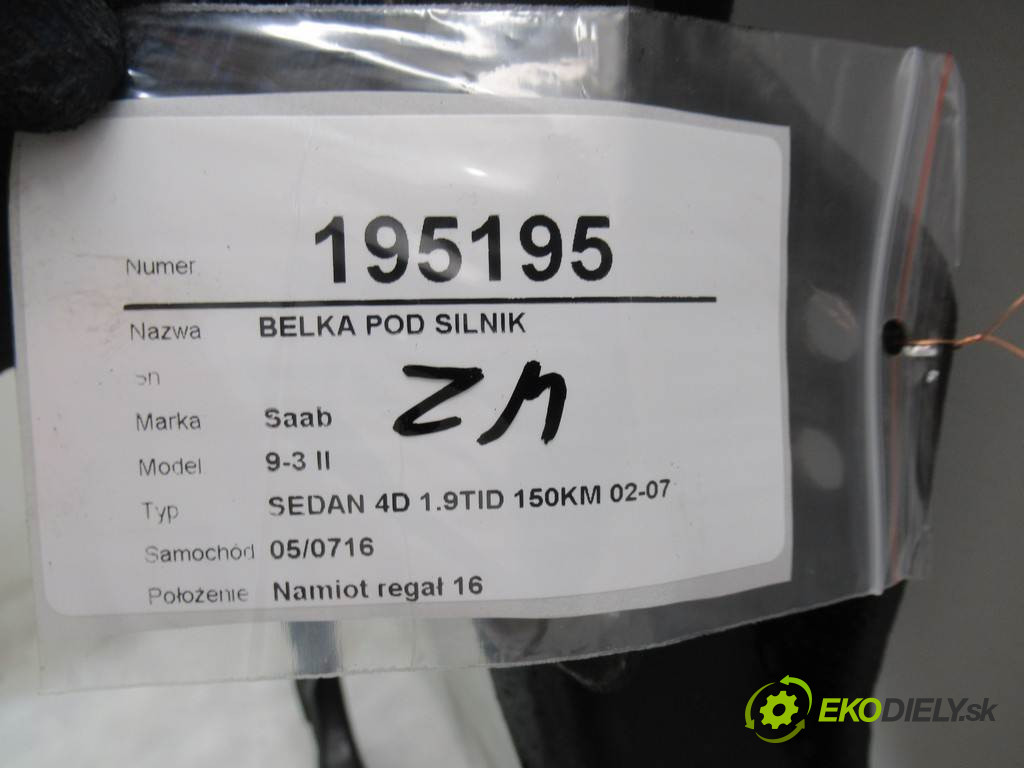 Numer 195195
Nazwa BELKA POD SILNIK
sn
ZM
Marka Saab
Model 9-3 II
Typ SEDAN 4D 1.9TID 150KM 02-07
Samochód 05/0716
Położenie Namiot regał 16
EKODIELY.sk